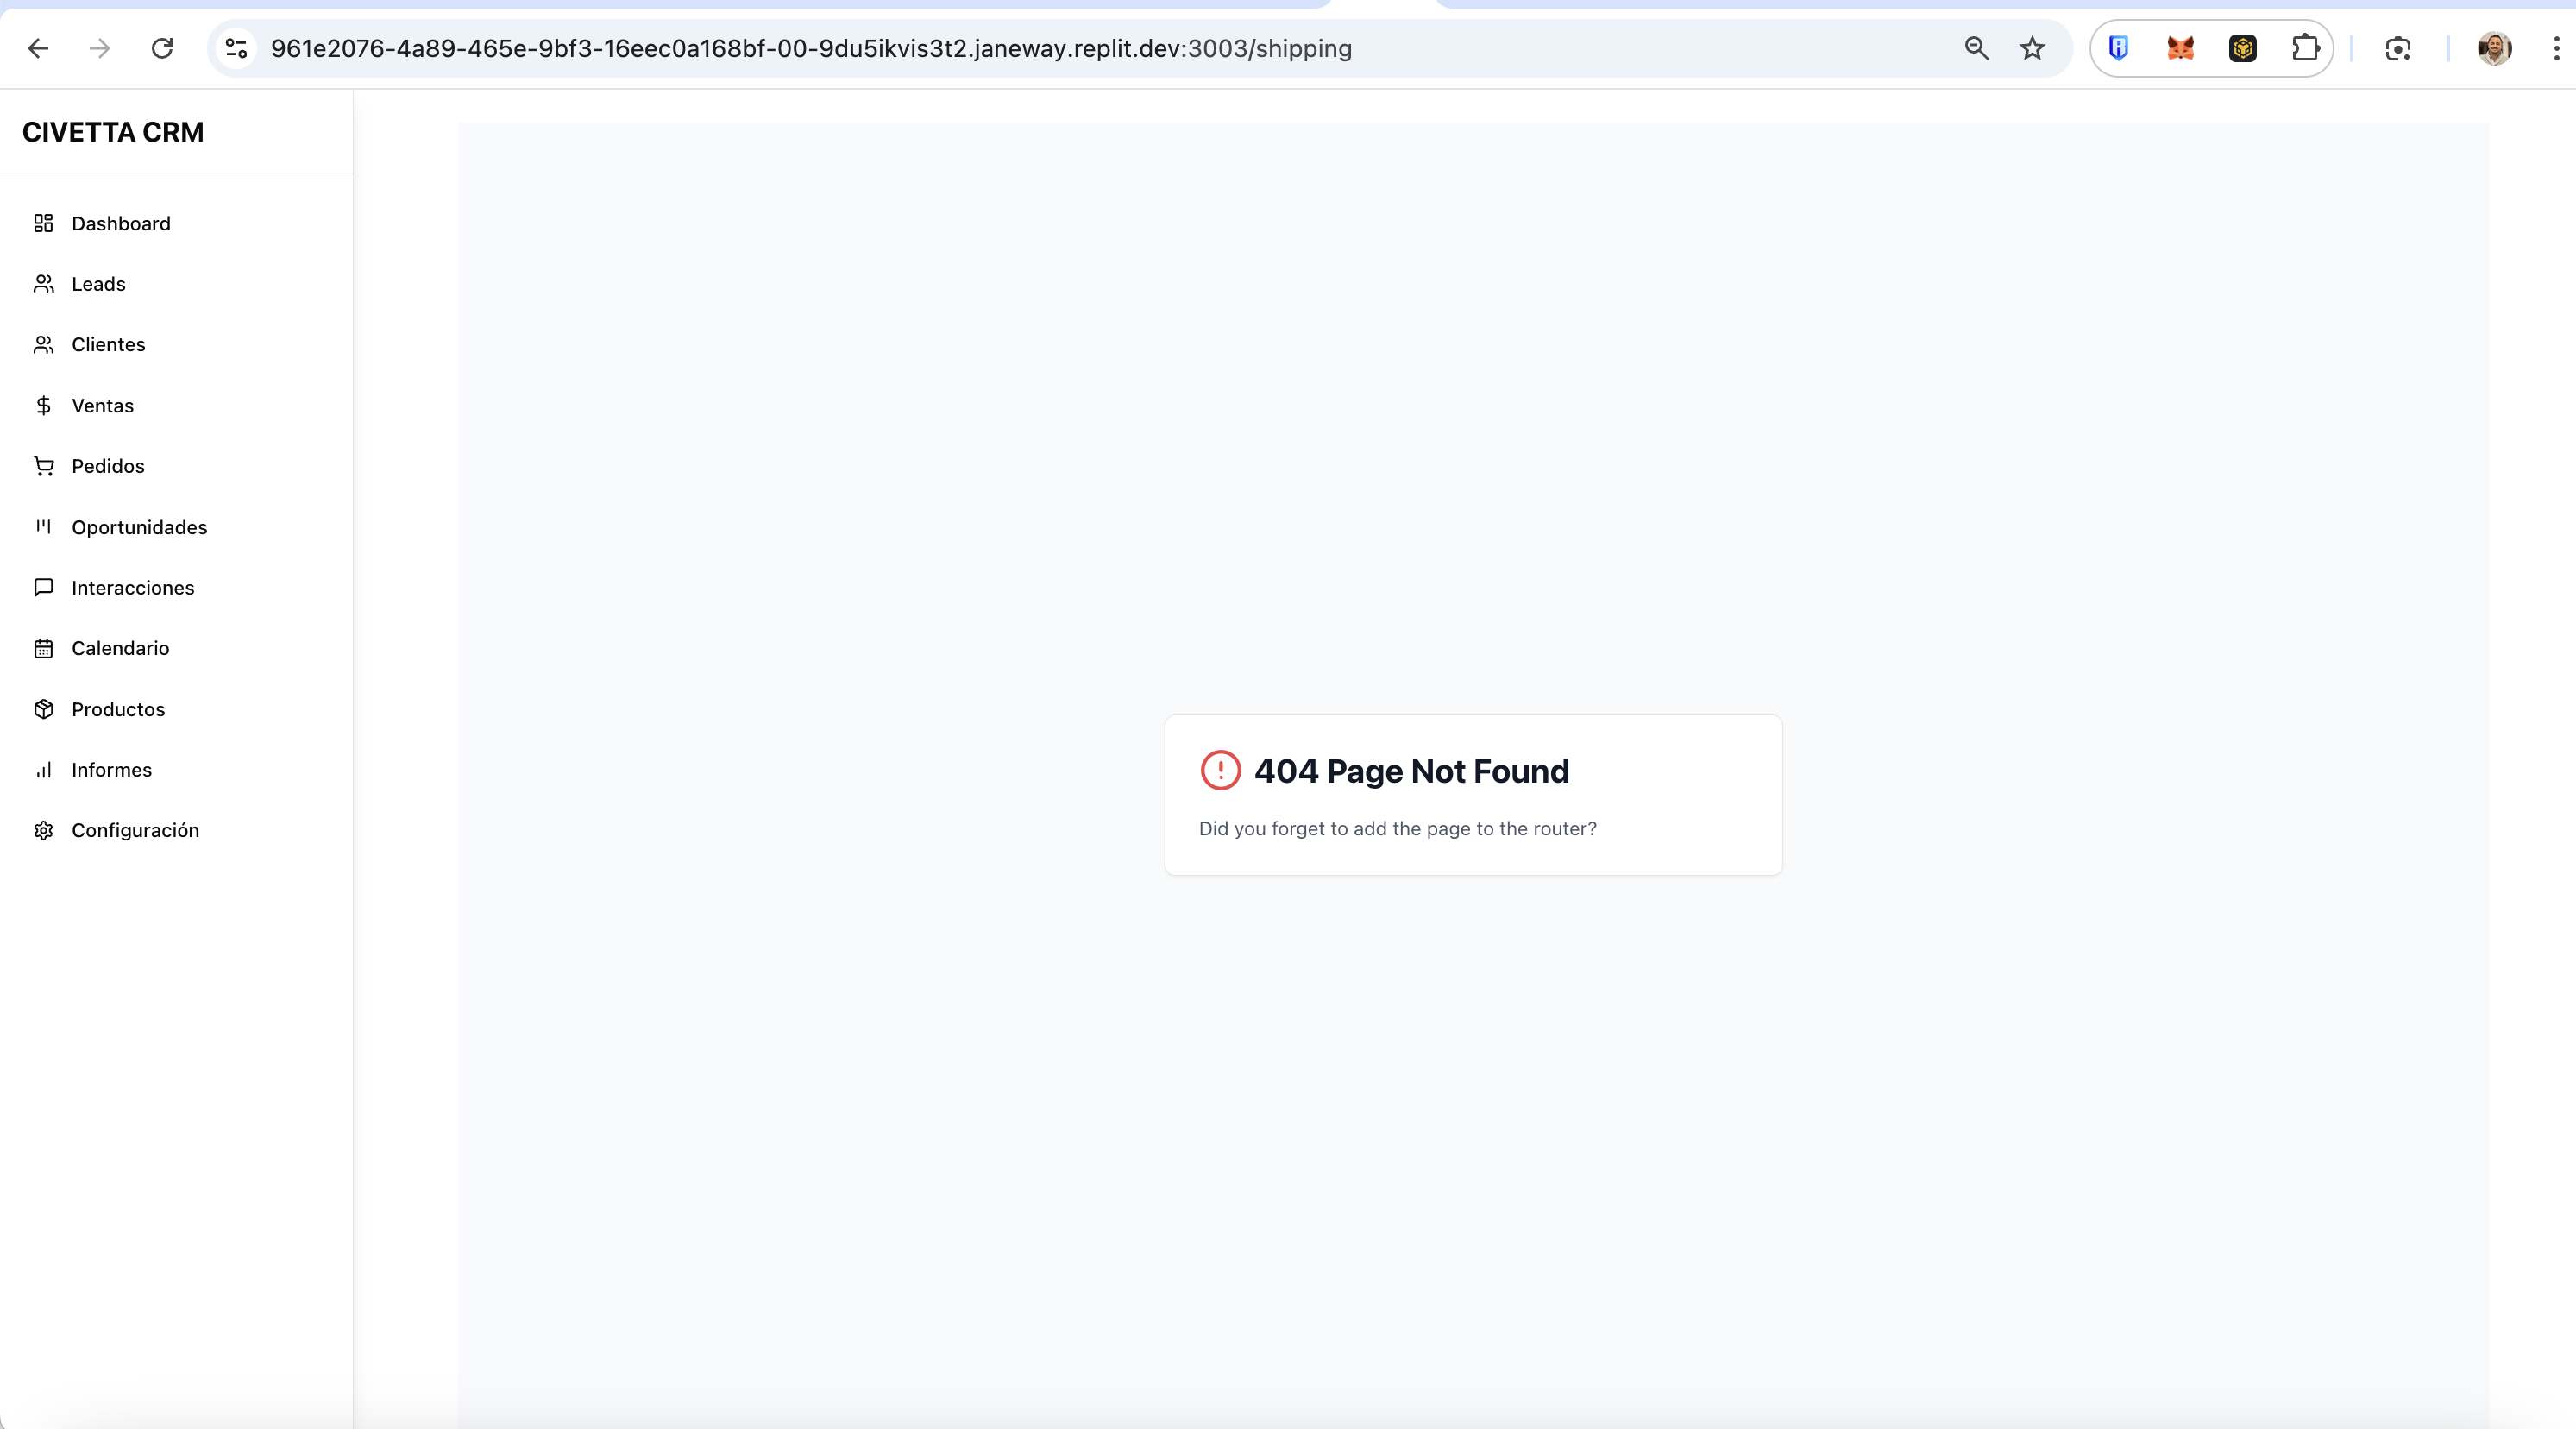 961e2076-4a89-465e-9bf3-16eec0a168bf-00-9du5ikvis3t2.janeway.replit.dev:3003/shipping
CIVETTA CRM
Dashboard
Leads
Clientes
Ventas
Pedidos
Oportunidades
Interacciones
Calendario
Productos
Informes
Configuración
404 Page Not Found
Did you forget to add the page to the router?